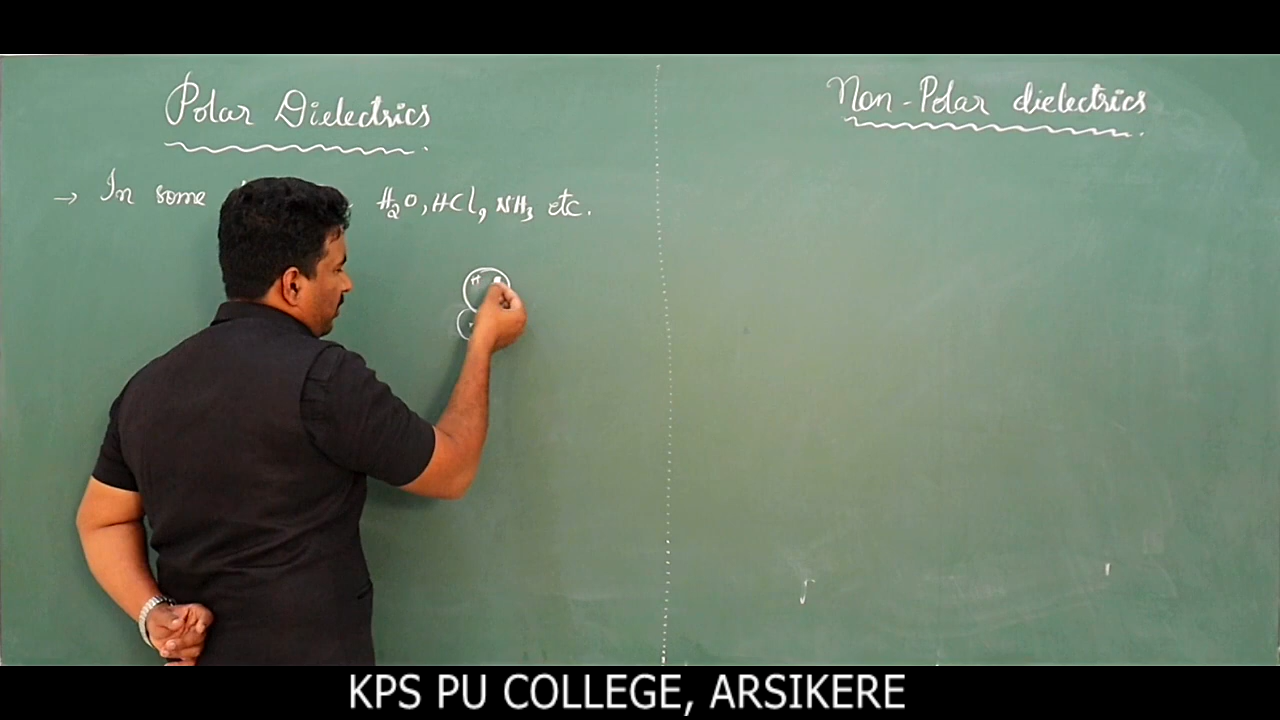 Polar Dielectrics
Non-Polar dielectrics
→ In some H₂O, HCl, NH₃ etc.
KPS PU COLLEGE, ARSIKERE